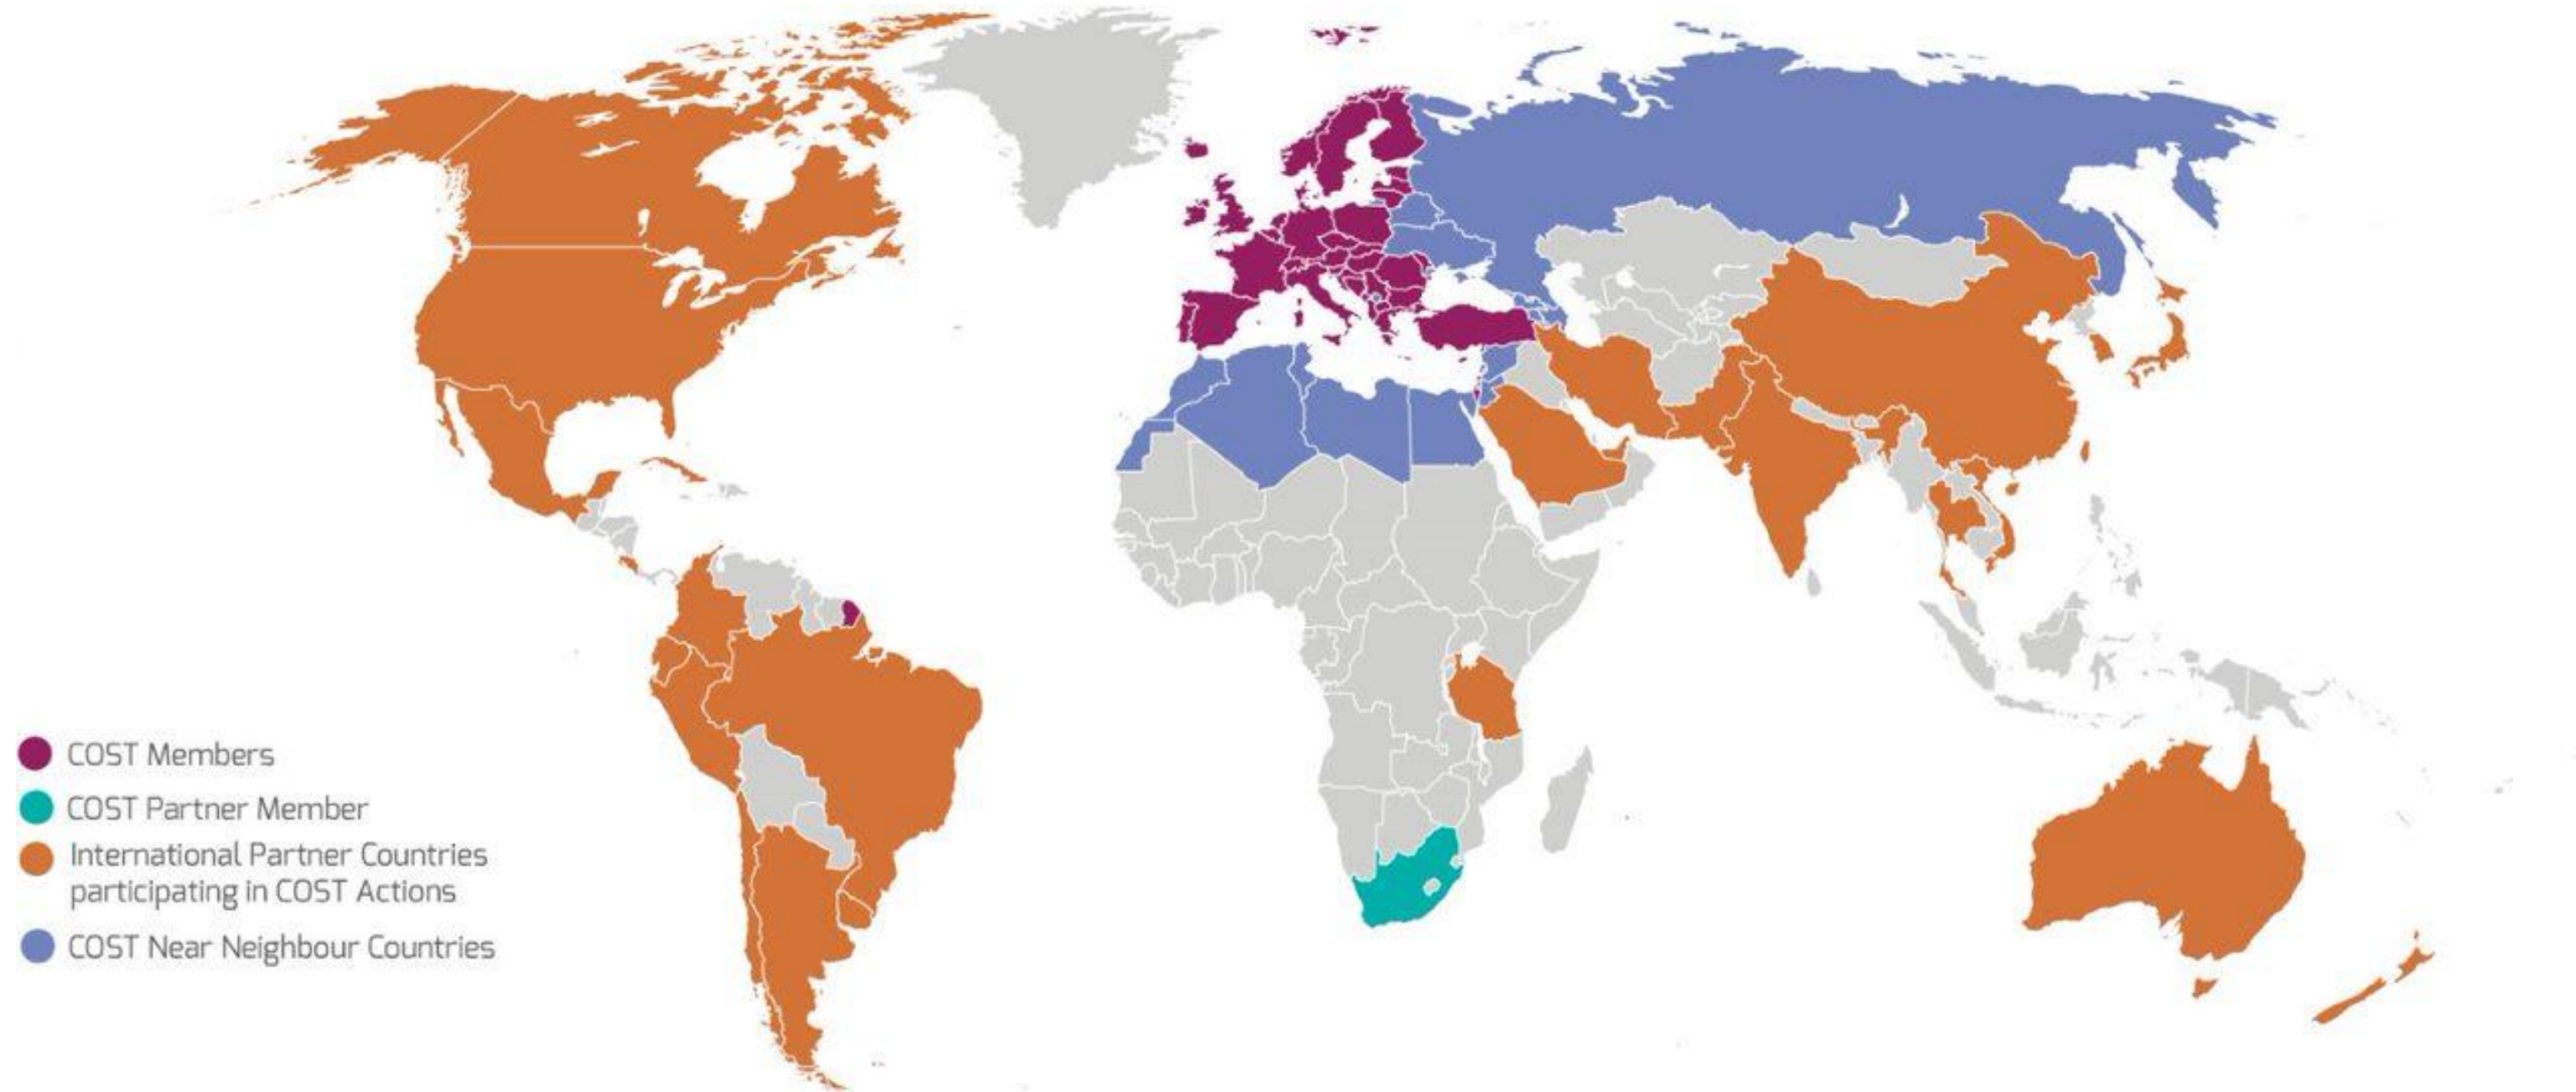 COST Members
COST Partner Member
International Partner Countries
participating in COST Actions
COST Near Neighbour Countries